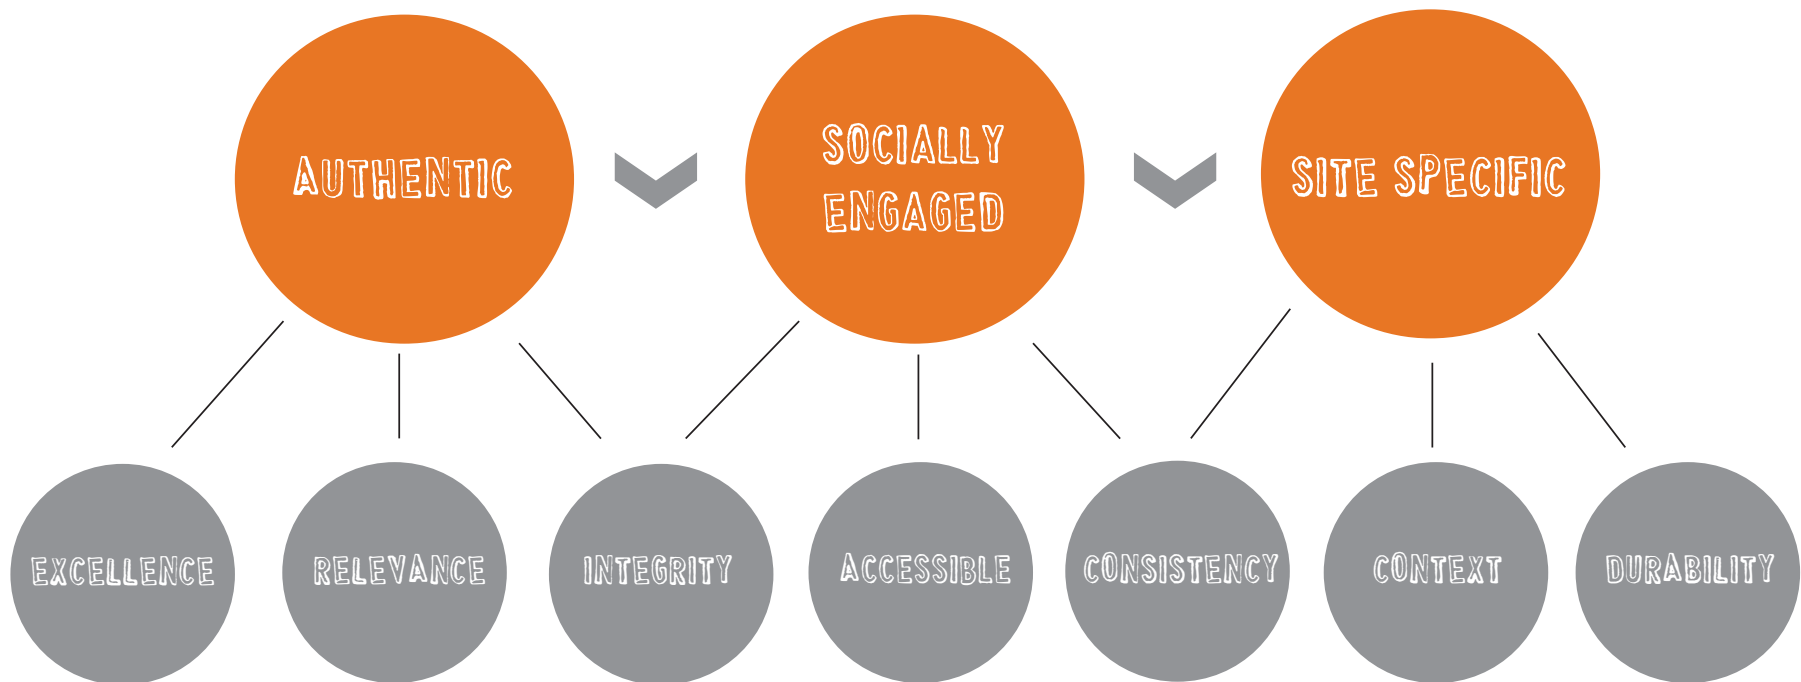 AUTHENTIC
SOCIALLY
ENGAGED
SITE SPECIFIC
EXCELLENCE
RELEVANCE
INTEGRITY
ACCESSIBLE
CONSISTENCY
CONTEXT
DURABILITY